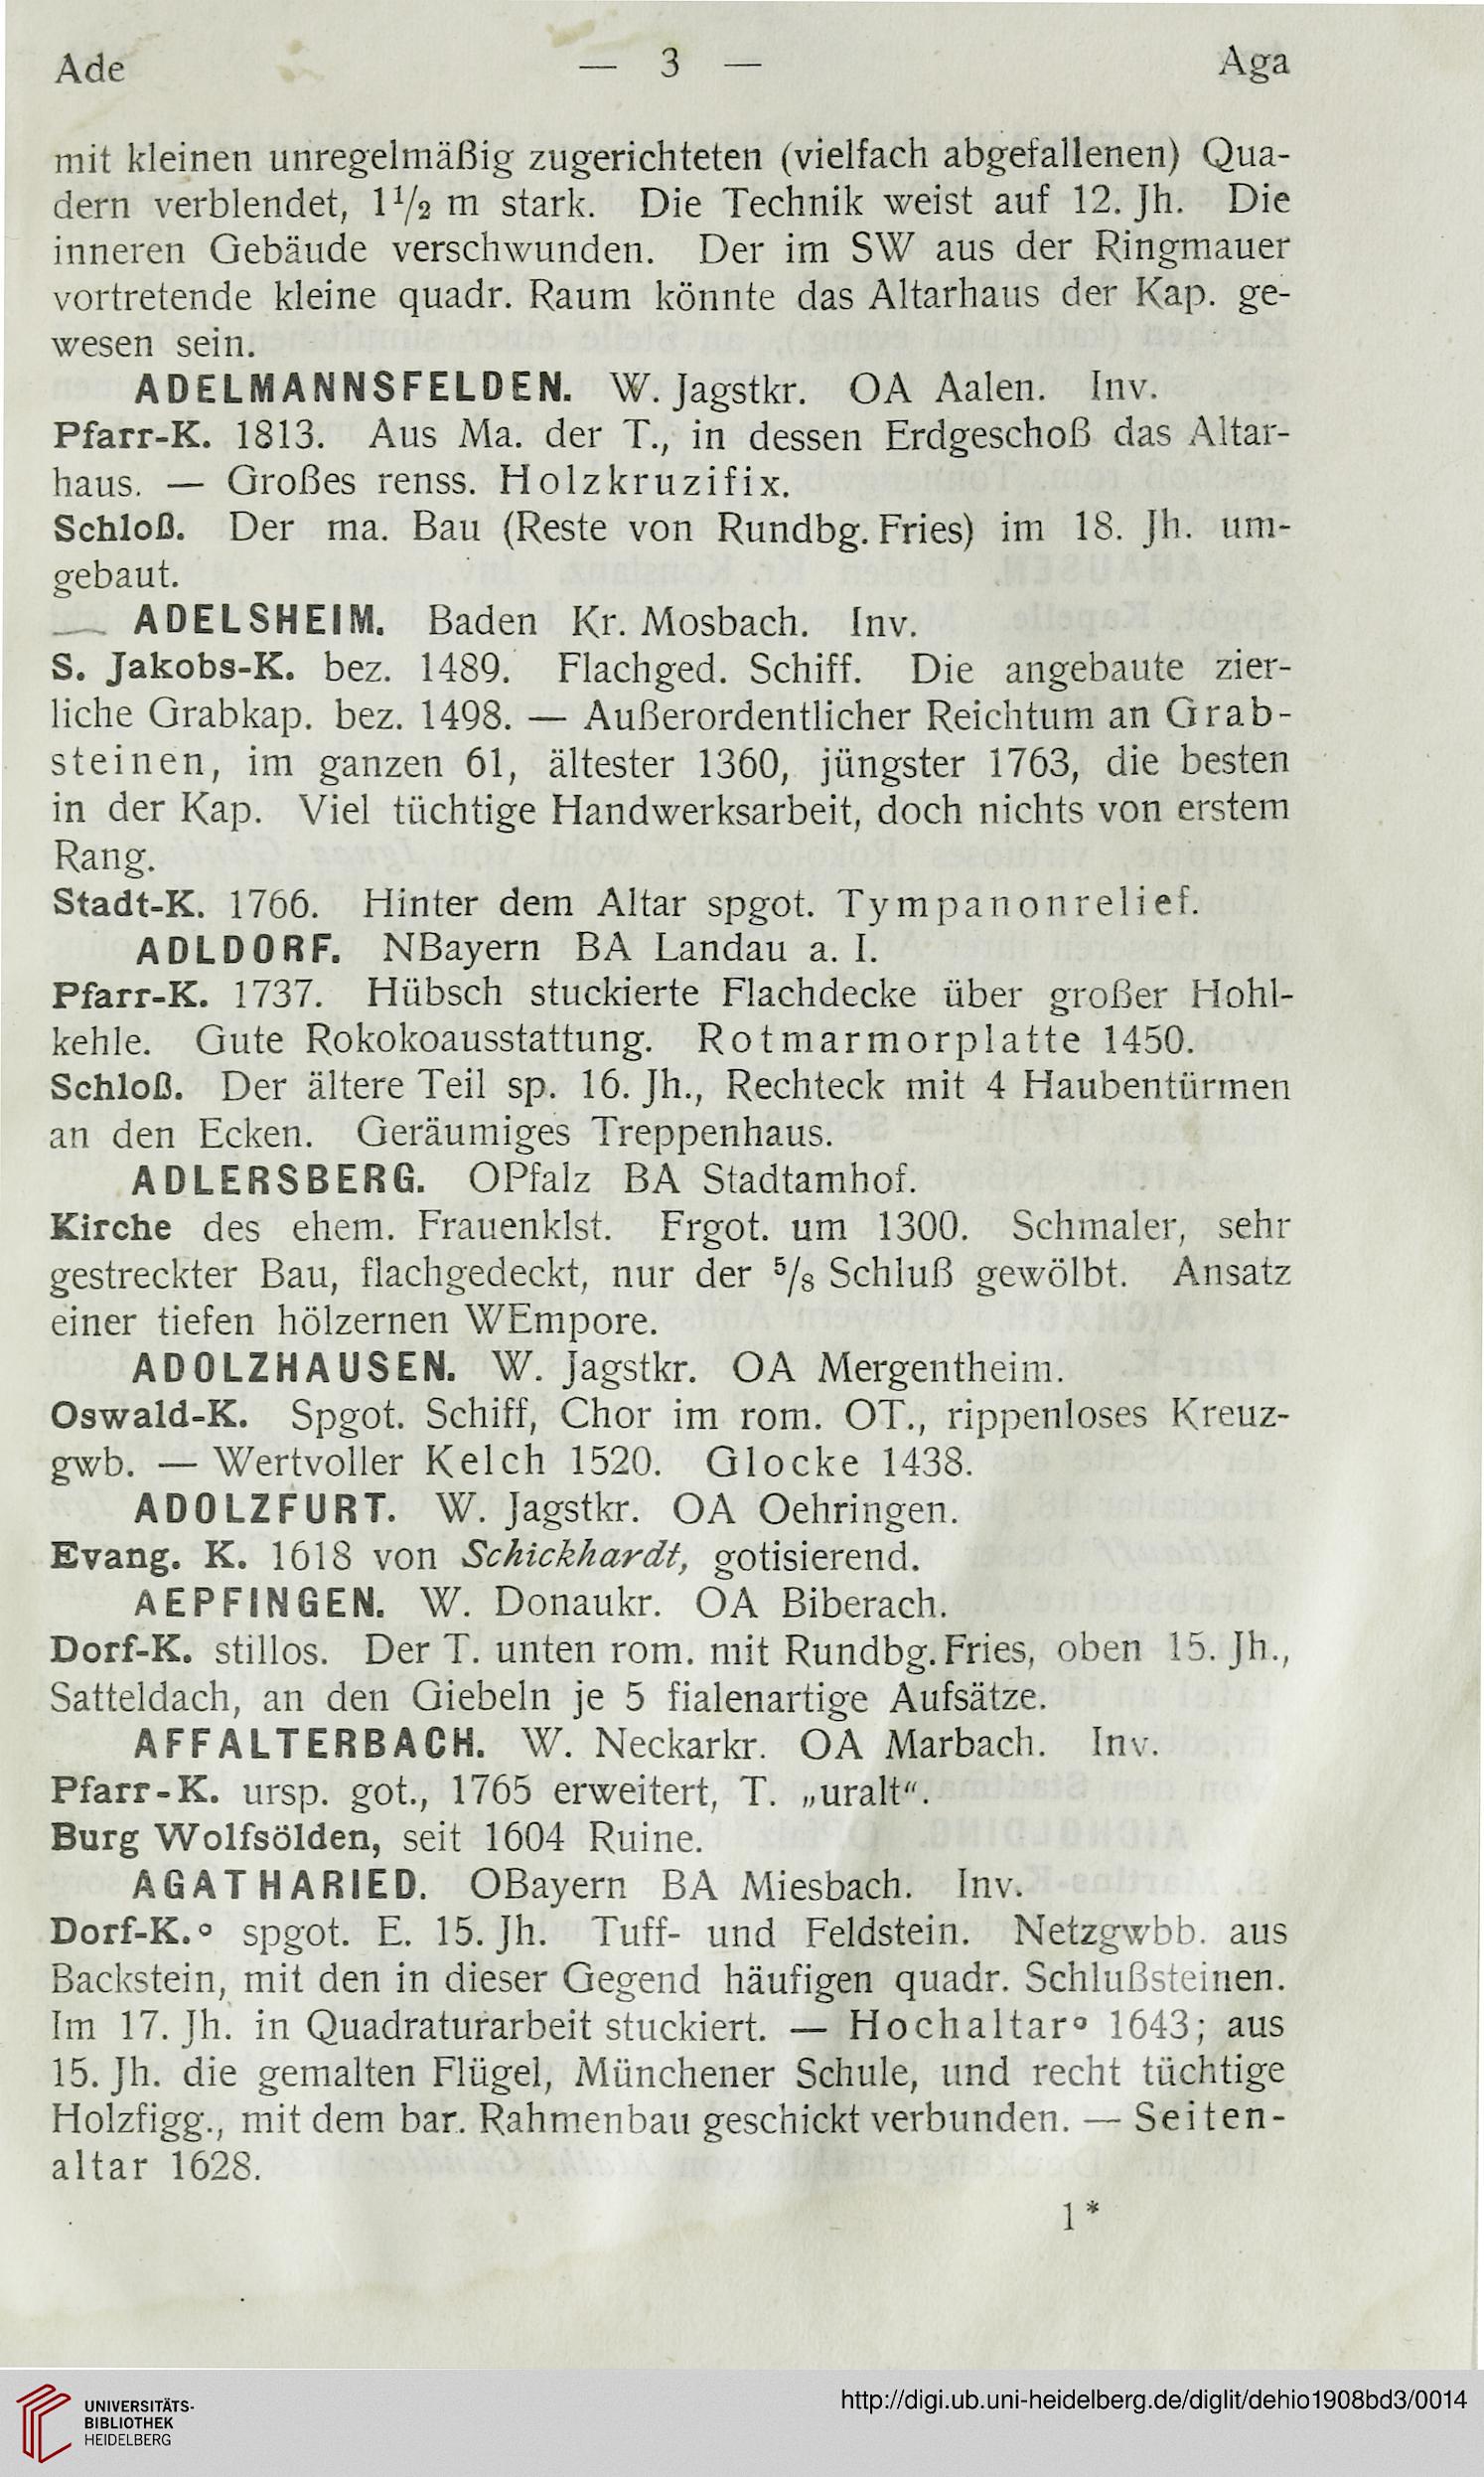 Ade — 3 — Aga
mit kleinen unregelmäßig zugerichteten (vielfach abgefallenen) Qua-
dern verblendet, 1¹/₂ m stark. Die Technik weist auf 12. Jh. Die
inneren Gebäude verschwunden. Der im SW aus der Ringmauer
vortretende kleine quadr. Raum könnte das Altarhaus der Kap. ge-
wesen sein.
ADELMANNSFELDEN. W. Jagstkr. OA Aalen. Inv.
Pfarr-K. 1813. Aus Ma. der T., in dessen Erdgeschoß das Altar-
haus. — Großes renss. Holzkruzifix.
Schloß. Der ma. Bau (Reste von Rundbg. Fries) im 18. Jh. um-
gebaut.
ADELSHEIM. Baden Kr. Mosbach. Inv.
S. Jakobs-K. bez. 1489. Flachged. Schiff. Die angebaute zier-
liche Grabkap. bez. 1498. — Außerordentlicher Reichtum an Grab-
steinen, im ganzen 61, ältester 1360, jüngster 1763, die besten
in der Kap. Viel tüchtige Handwerksarbeit, doch nichts von erstem
Rang.
Stadt-K. 1766. Hinter dem Altar spgot. Tympanonrelief.
ADLDORF. NBayern BA Landau a. I.
Pfarr-K. 1737. Hübsch stuckierte Flachdecke über großer Hohl-
kehle. Gute Rokokoausstattung. Rotmarmorplatte 1450.
Schloß. Der ältere Teil sp. 16. Jh., Rechteck mit 4 Haubentürmen
an den Ecken. Geräumiges Treppenhaus.
ADLERSBERG. OPfalz BA Stadtamhof.
Kirche des ehem. Frauenklst. Frgot. um 1300. Schmaler, sehr
gestreckter Bau, flachgedeckt, nur der ⁵/₈ Schluß gewölbt. Ansatz
einer tiefen hölzernen WEmpore.
ADOLZHAUSEN. W. Jagstkr. OA Mergentheim.
Oswald-K. Spgot. Schiff, Chor im rom. OT., rippenloses Kreuz-
gwb. — Wertvoller Kelch 1520. Glocke 1438.
ADOLZFURT. W. Jagstkr. OA Oehringen.
Evang. K. 1618 von Schickhardt, gotisierend.
AEPFINGEN. W. Donaukr. OA Biberach.
Dorf-K. stillos. Der T. unten rom. mit Rundbg. Fries, oben 15. Jh.,
Satteldach, an den Giebeln je 5 fialenartige Aufsätze.
AFFALTERBACH. W. Neckarkr. OA Marbach. Inv.
Pfarr-K. ursp. got., 1765 erweitert, T. „uralt“.
Burg Wolfsölden, seit 1604 Ruine.
AGATHARIED. OBayern BA Miesbach. Inv.
Dorf-K.° spgot. E. 15. Jh. Tuff- und Feldstein. Netzgwbb. aus
Backstein, mit den in dieser Gegend häufigen quadr. Schlußsteinen.
Im 17. Jh. in Quadraturarbeit stuckiert. — Hochaltar° 1643; aus
15. Jh. die gemalten Flügel, Münchener Schule, und recht tüchtige
Holzfigg., mit dem bar. Rahmenbau geschickt verbunden. — Seiten-
altar 1628.
1*
UNIVERSITÄTS-
BIBLIOTHEK
HEIDELBERG
http://digi.ub.uni-heidelberg.de/diglit/dehio1908bd3/0014